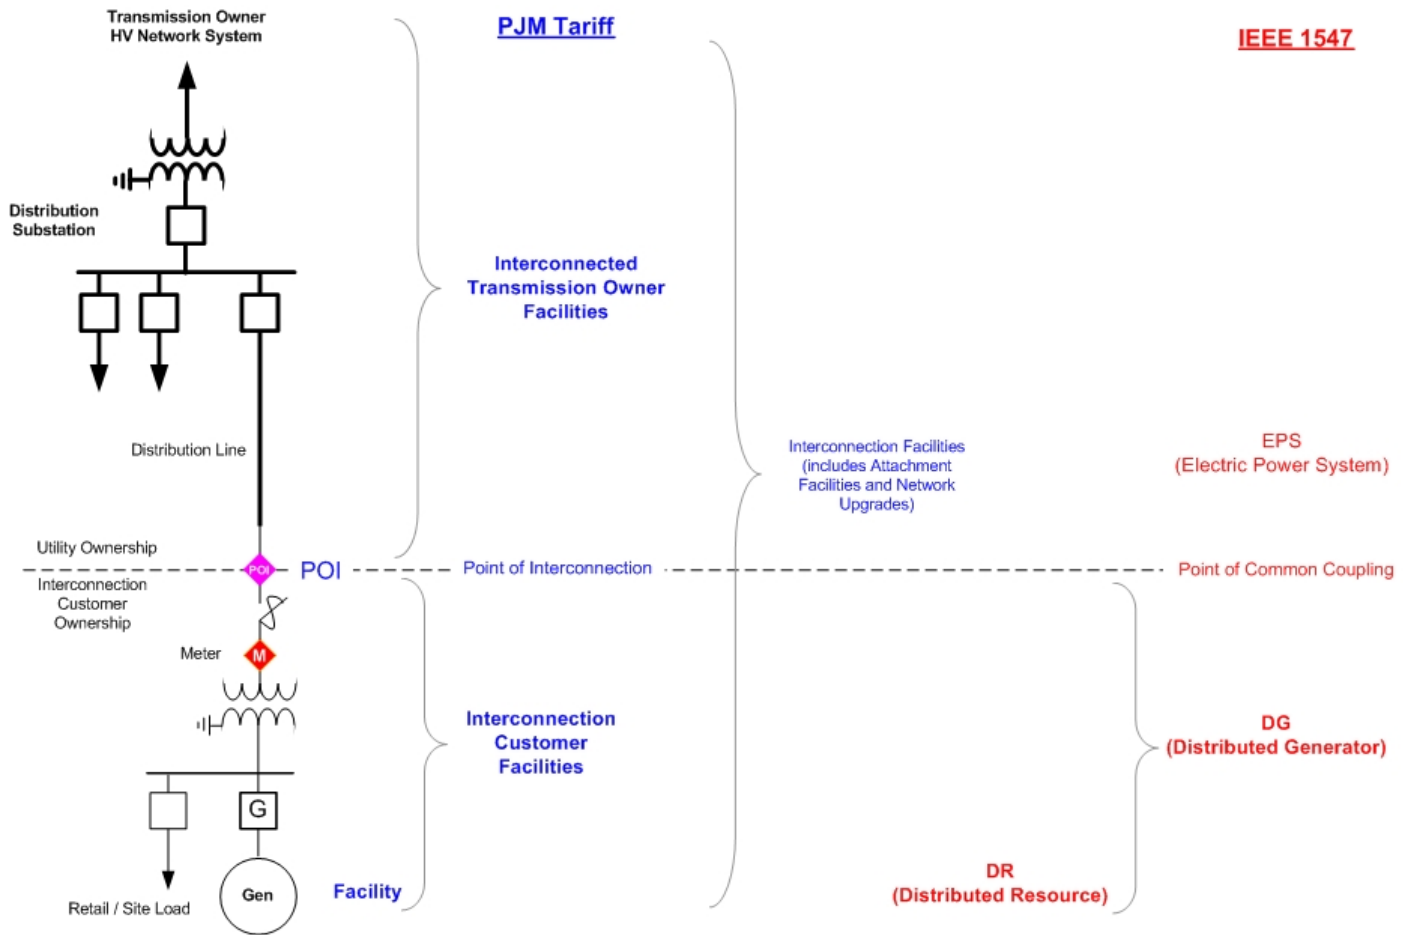 Transmission Owner
HV Network System
PJM Tariff
IEEE 1547
Distribution
Substation
Interconnected
Transmission Owner
Facilities
Distribution Line
Interconnection Facilities
(includes Attachment
Facilities and Network
Upgrades)
EPS
(Electric Power System)
Utility Ownership
POI
POI
Point of Interconnection
Point of Common Coupling
Interconnection
Customer
Ownership
Meter
M
Interconnection
Customer
Facilities
DG
(Distributed Generator)
G
Gen
Facility
DR
(Distributed Resource)
Retail / Site Load